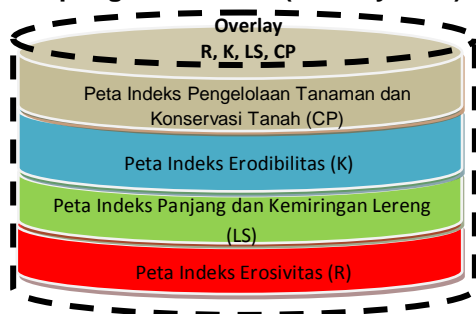 Overlay
R, K, LS, CP
Peta Indeks Pengelolaan Tanaman dan
Konservasi Tanah (CP)
Peta Indeks Erodibilitas (K)
Peta Indeks Panjang dan Kemiringan Lereng
(LS)
Peta Indeks Erosivitas (R)